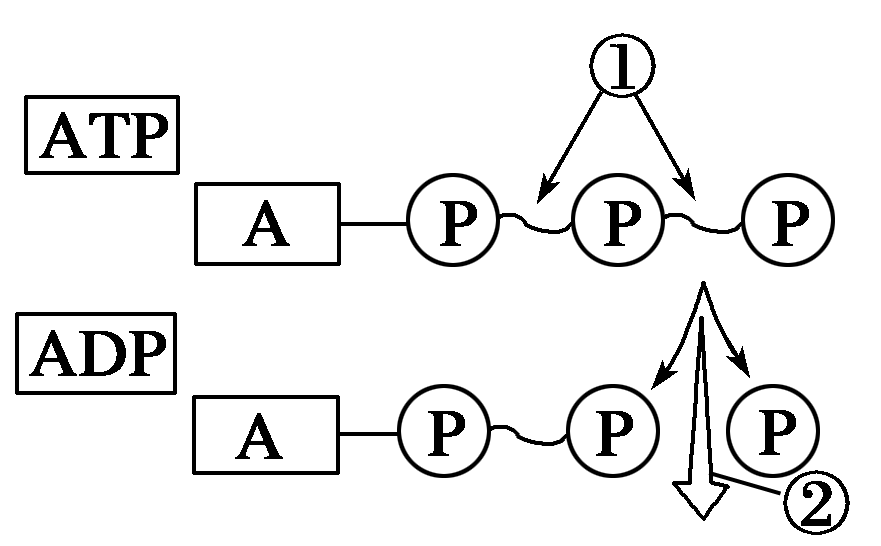 ①
ATP
A P P P
ADP
A P P P
②